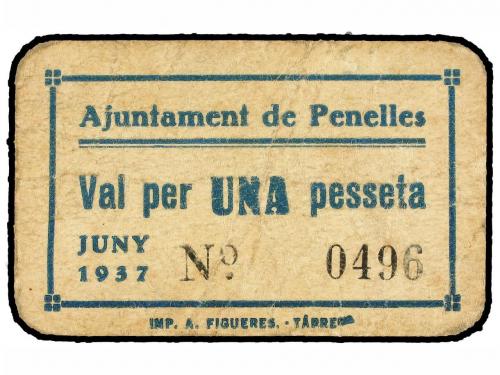 Ajuntament de Penelles
Val per UNA pesseta
JUNY
1937 Nº 0496
IMP. A. FIGUERES. - TÀRREGA